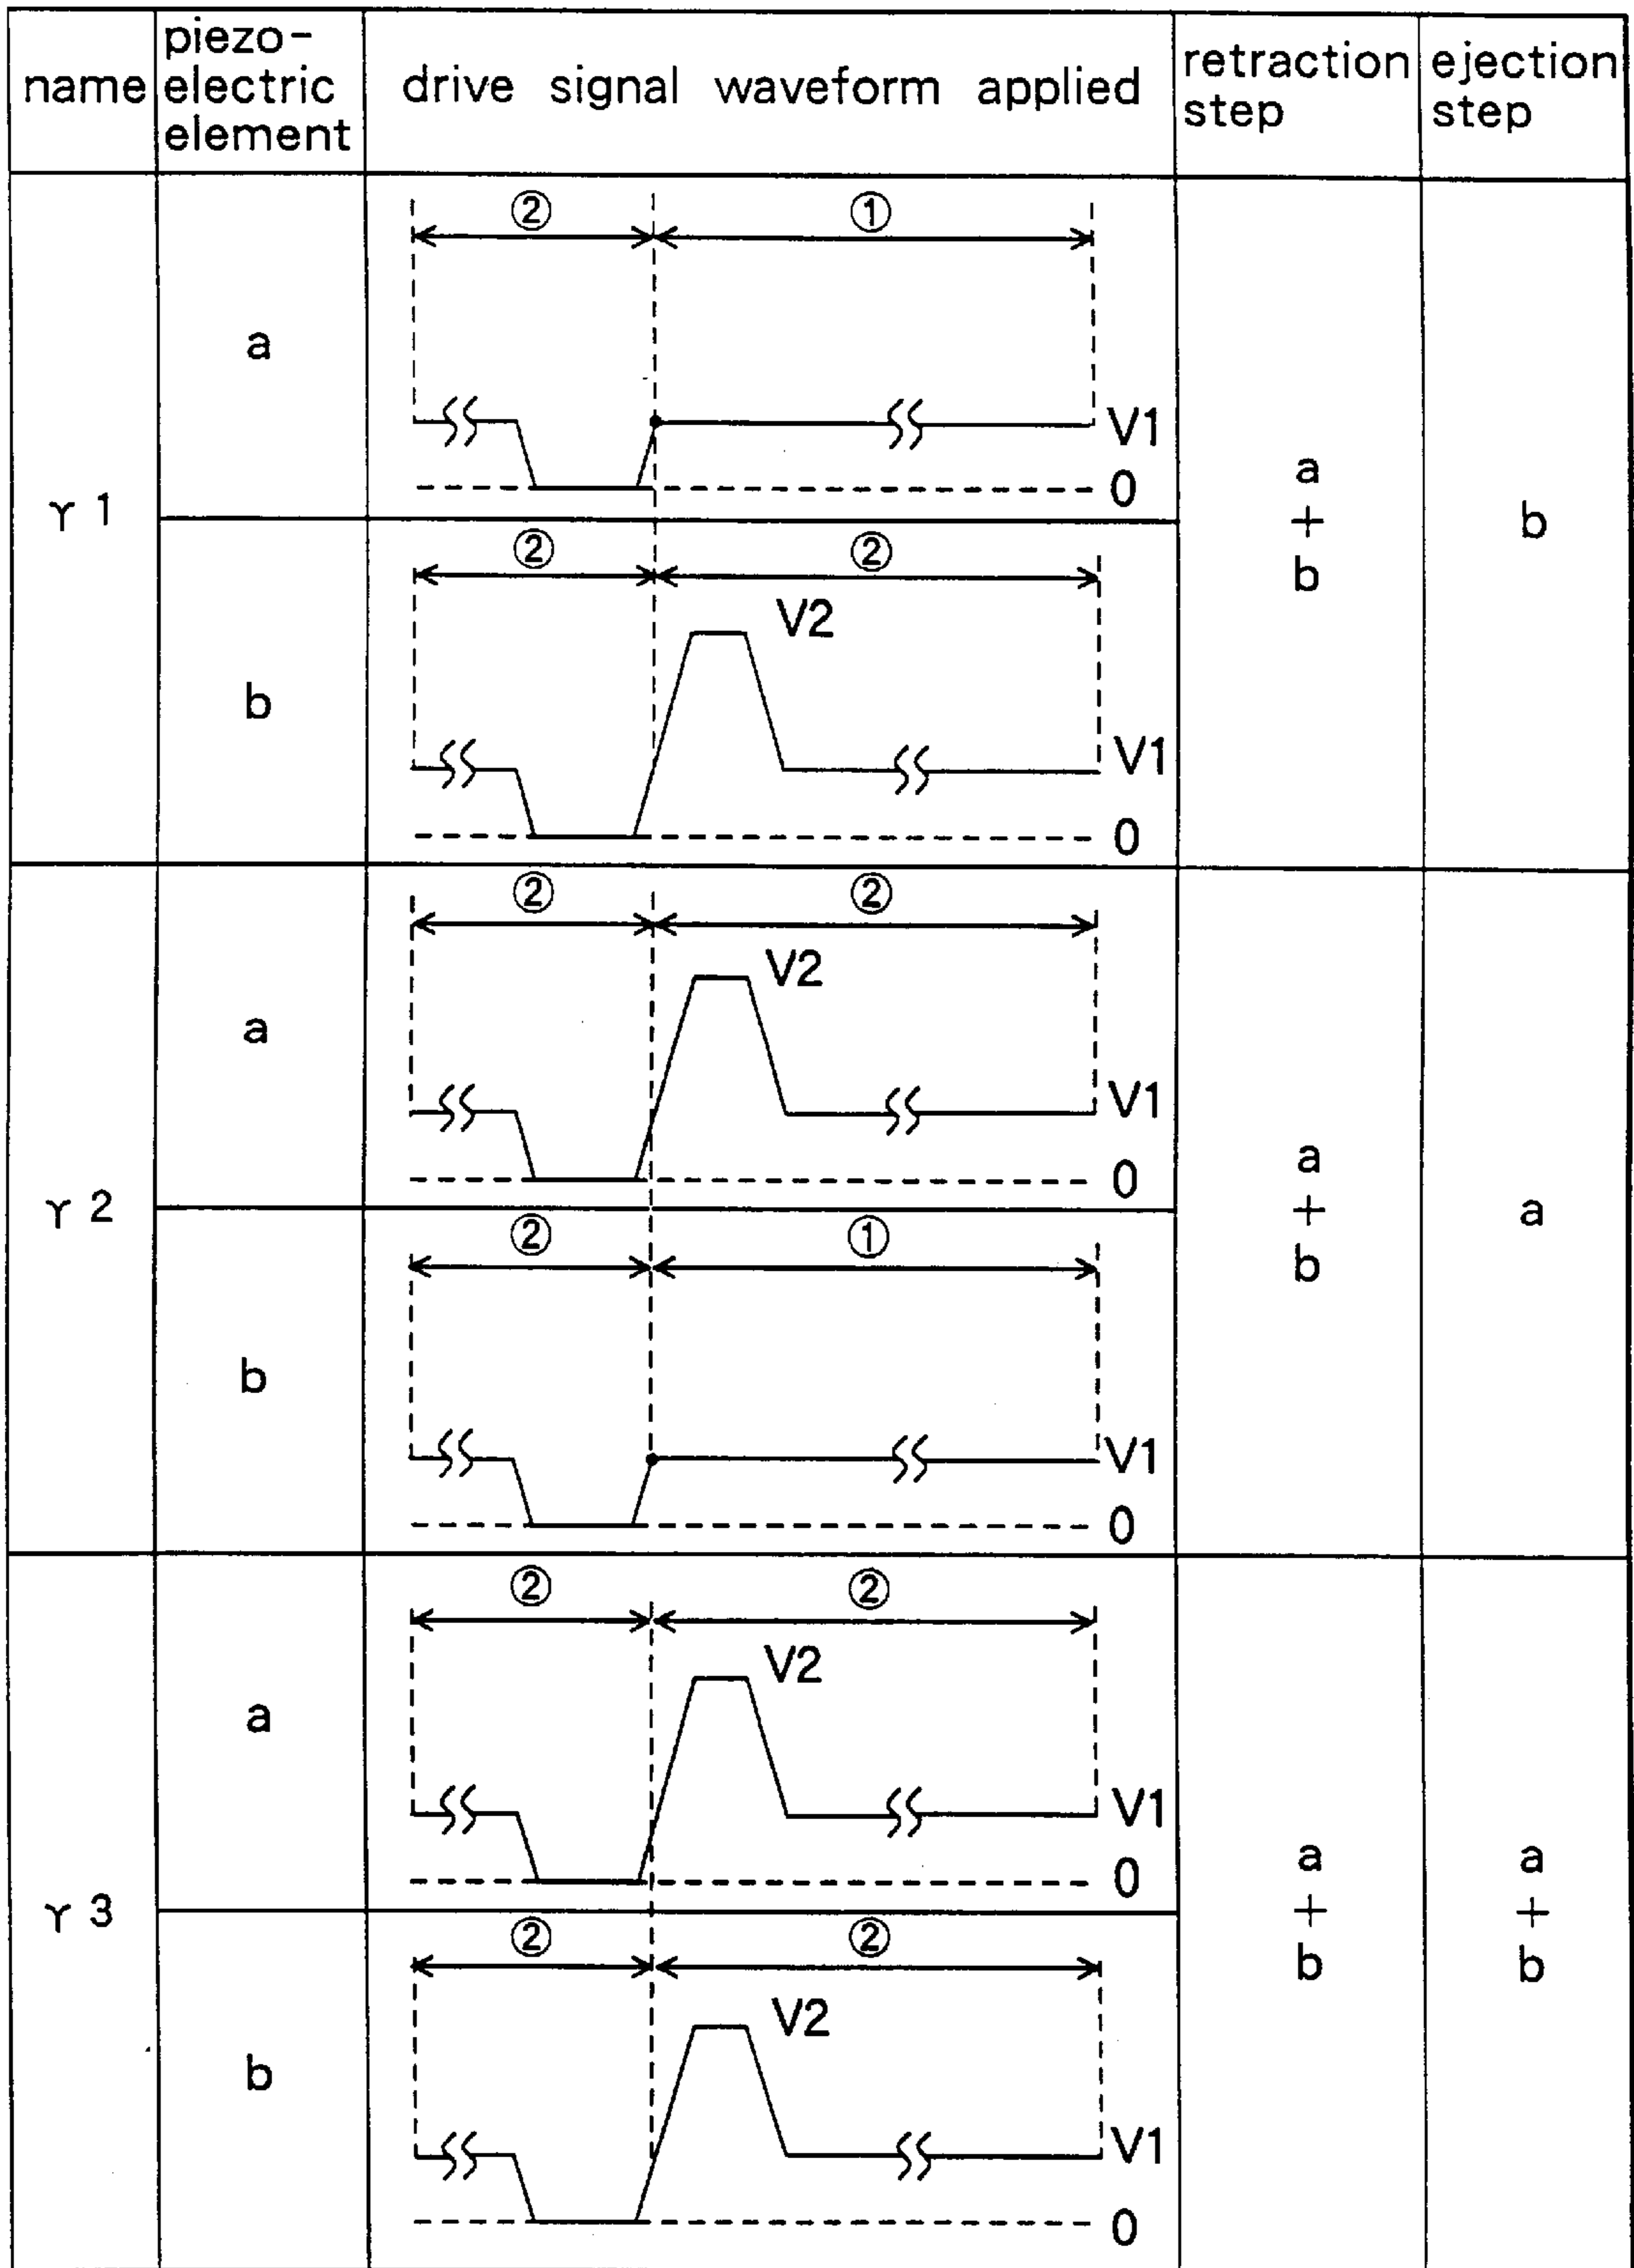 name
piezo-
electric
element
drive signal waveform applied
retraction
step
ejection
step
γ 1
a
② ①
V1
0
b
② ②
V2
V1
0
a
+
b
b
γ 2
a
② ②
V2
V1
0
b
② ①
V1
0
a
+
b
a
γ 3
a
② ②
V2
V1
0
b
② ②
V2
V1
0
a
+
b
a
+
b